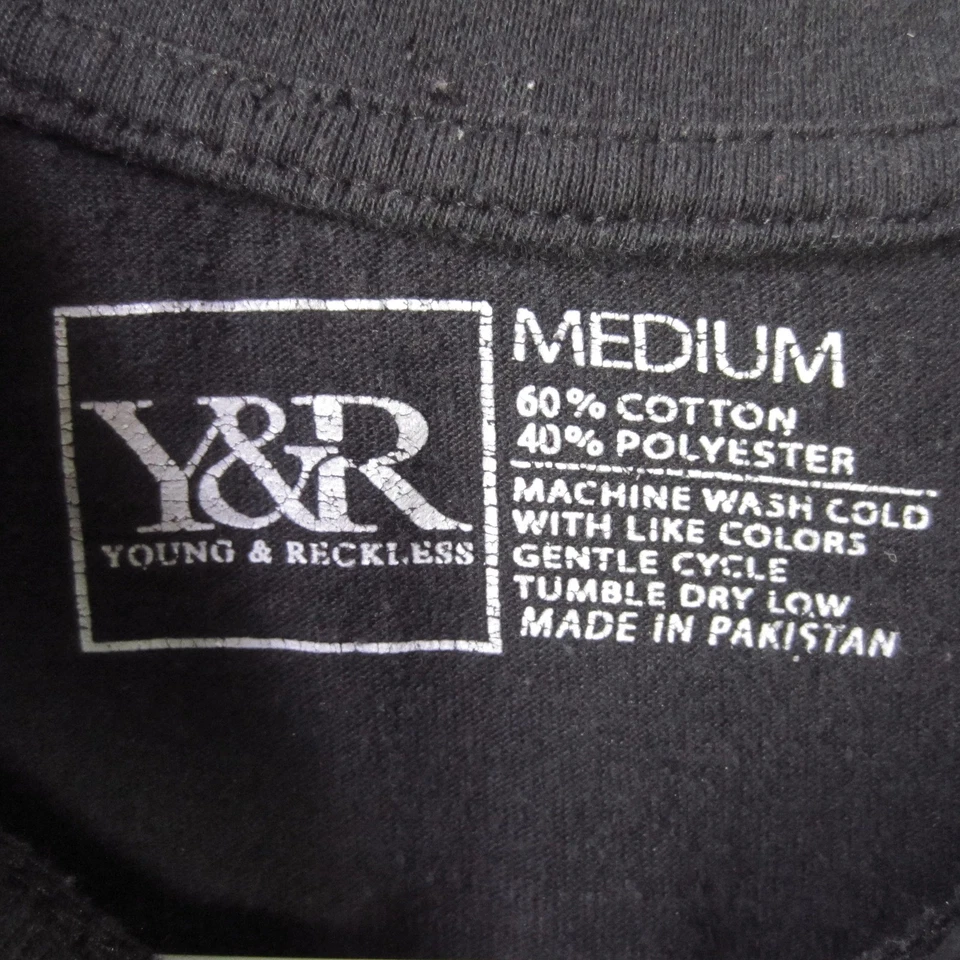 Y&R
YOUNG & RECKLESS
MEDIUM
60% COTTON
40% POLYESTER
MACHINE WASH COLD
WITH LIKE COLORS
GENTLE CYCLE
TUMBLE DRY LOW
MADE IN PAKISTAN